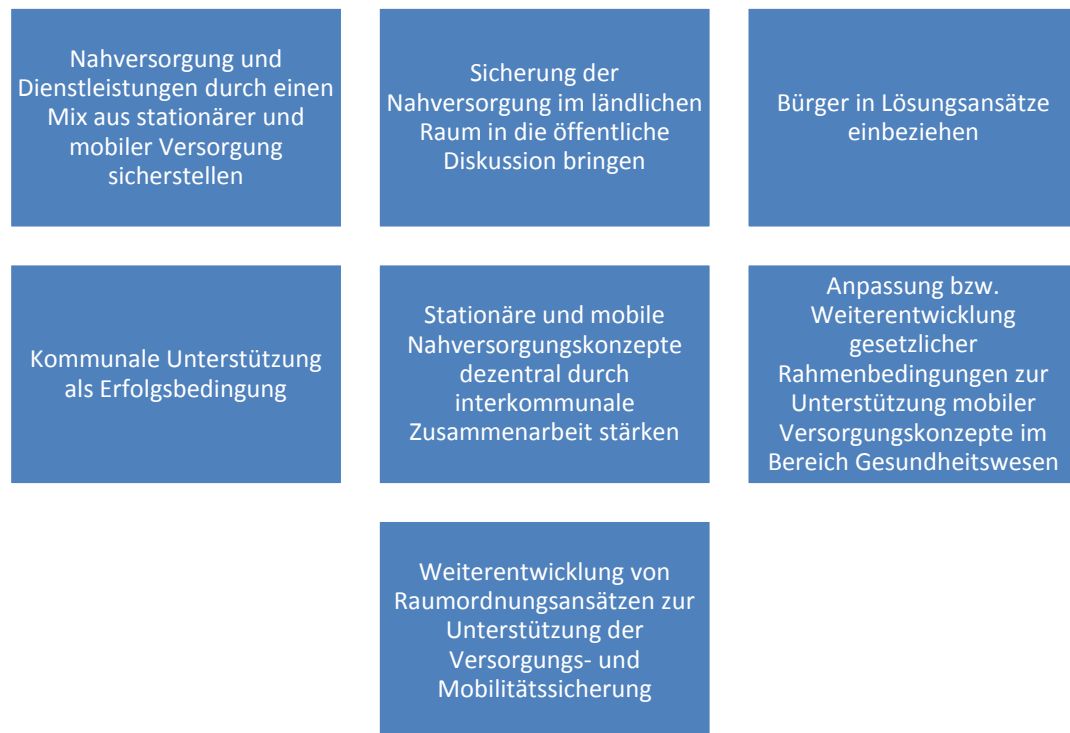 Nahversorgung und
Dienstleistungen durch einen
Mix aus stationärer und
mobiler Versorgung
sicherstellen
Sicherung der
Nahversorgung im ländlichen
Raum in die öffentliche
Diskussion bringen
Bürger in Lösungsansätze
einbeziehen
Kommunale Unterstützung
als Erfolgsbedingung
Stationäre und mobile
Nahversorgungskonzepte
dezentral durch
interkommunale
Zusammenarbeit stärken
Anpassung bzw.
Weiterentwicklung
gesetzlicher
Rahmenbedingungen zur
Unterstützung mobiler
Versorgungskonzepte im
Bereich Gesundheitswesen
Weiterentwicklung von
Raumordnungsansätzen zur
Unterstützung der
Versorgungs- und
Mobilitätssicherung